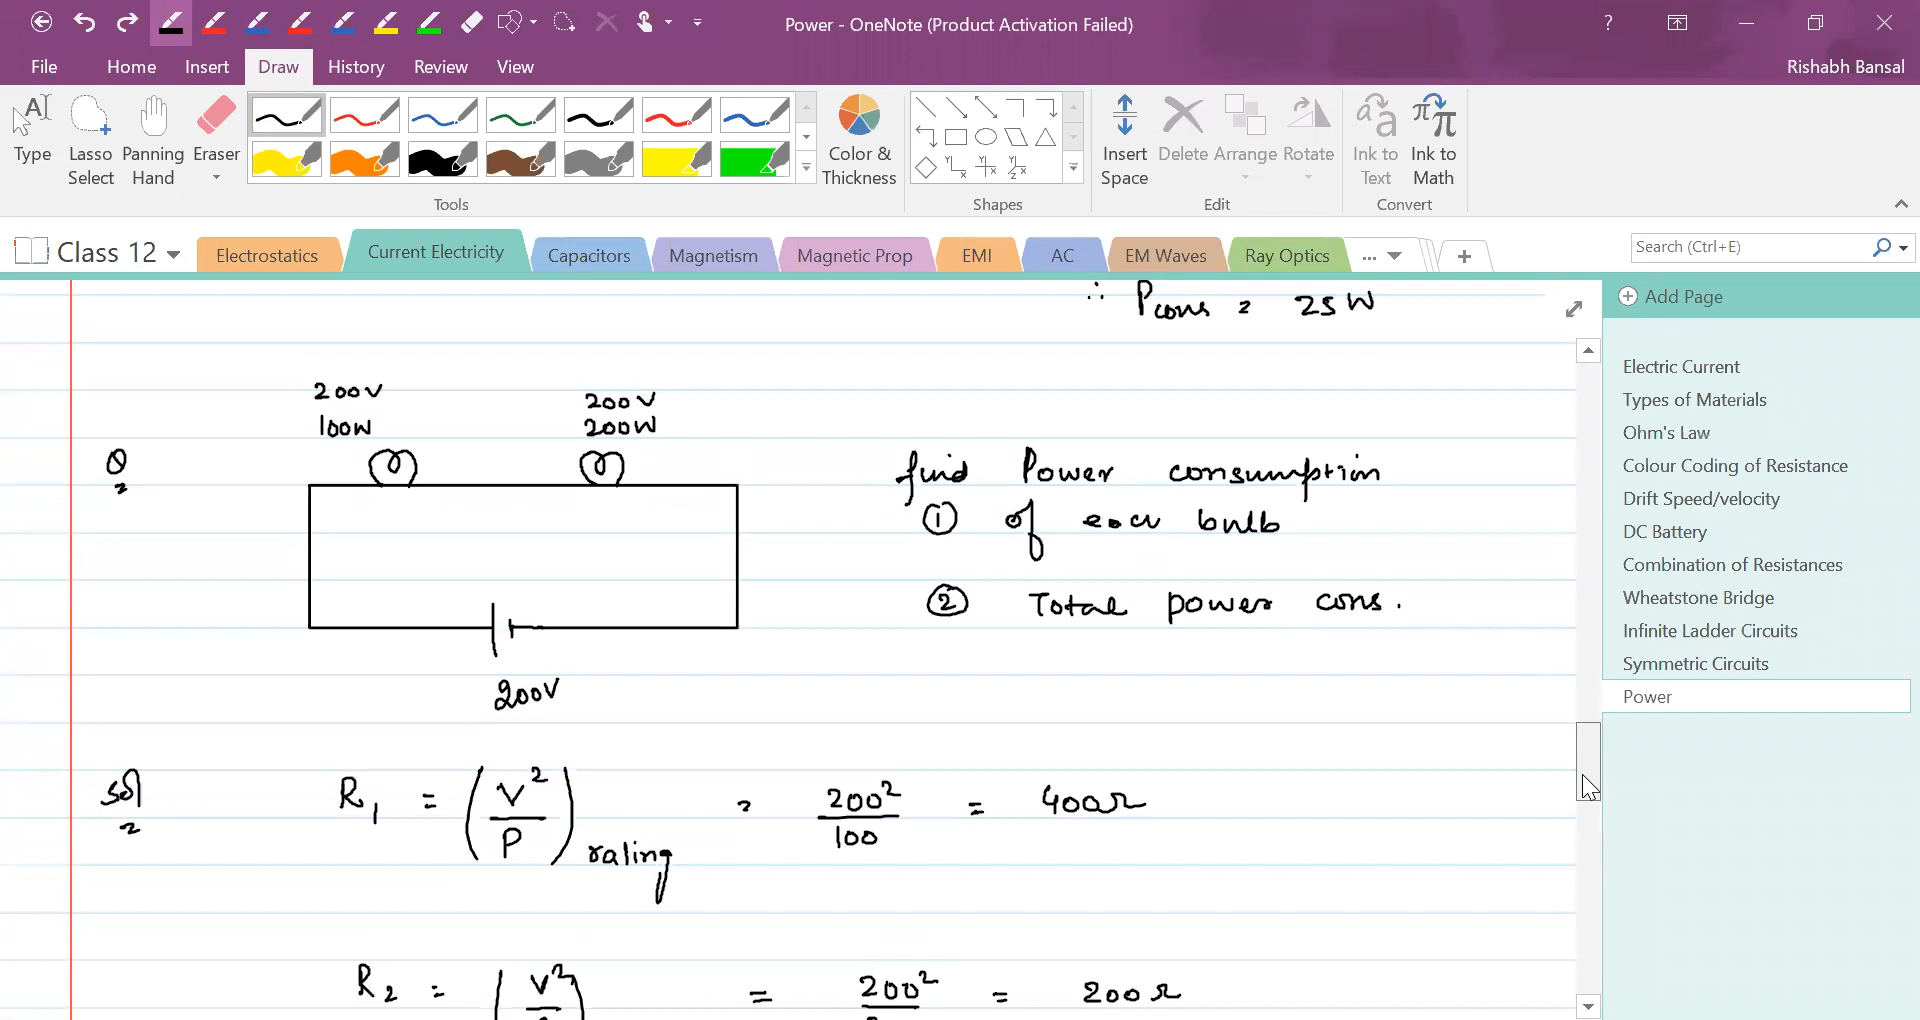 Power - OneNote (Product Activation Failed)
?
File Home Insert Draw History Review View
Rishabh Bansal
Type
Lasso Select
Panning Hand
Eraser
Color & Thickness
Insert Space
Delete
Arrange
Rotate
Ink to Text
Ink to Math
Tools
Shapes
Edit
Convert
Class 12
Electrostatics Current Electricity Capacitors Magnetism Magnetic Prop EMI AC EM Waves Ray Optics ...
Search (Ctrl+E)
Add Page
Electric Current
Types of Materials
Ohm's Law
Colour Coding of Resistance
Drift Speed/velocity
DC Battery
Combination of Resistances
Wheatstone Bridge
Infinite Ladder Circuits
Symmetric Circuits
Power
∴ Pcons = 25 W
200V
100W
200V
200W
Q
find Power consumption
① of each bulb
② Total power cons.
200V
sol
R₁ = (V²/P) rating = 200²/100 = 400Ω
R₂ = (V² = 200² = 200Ω